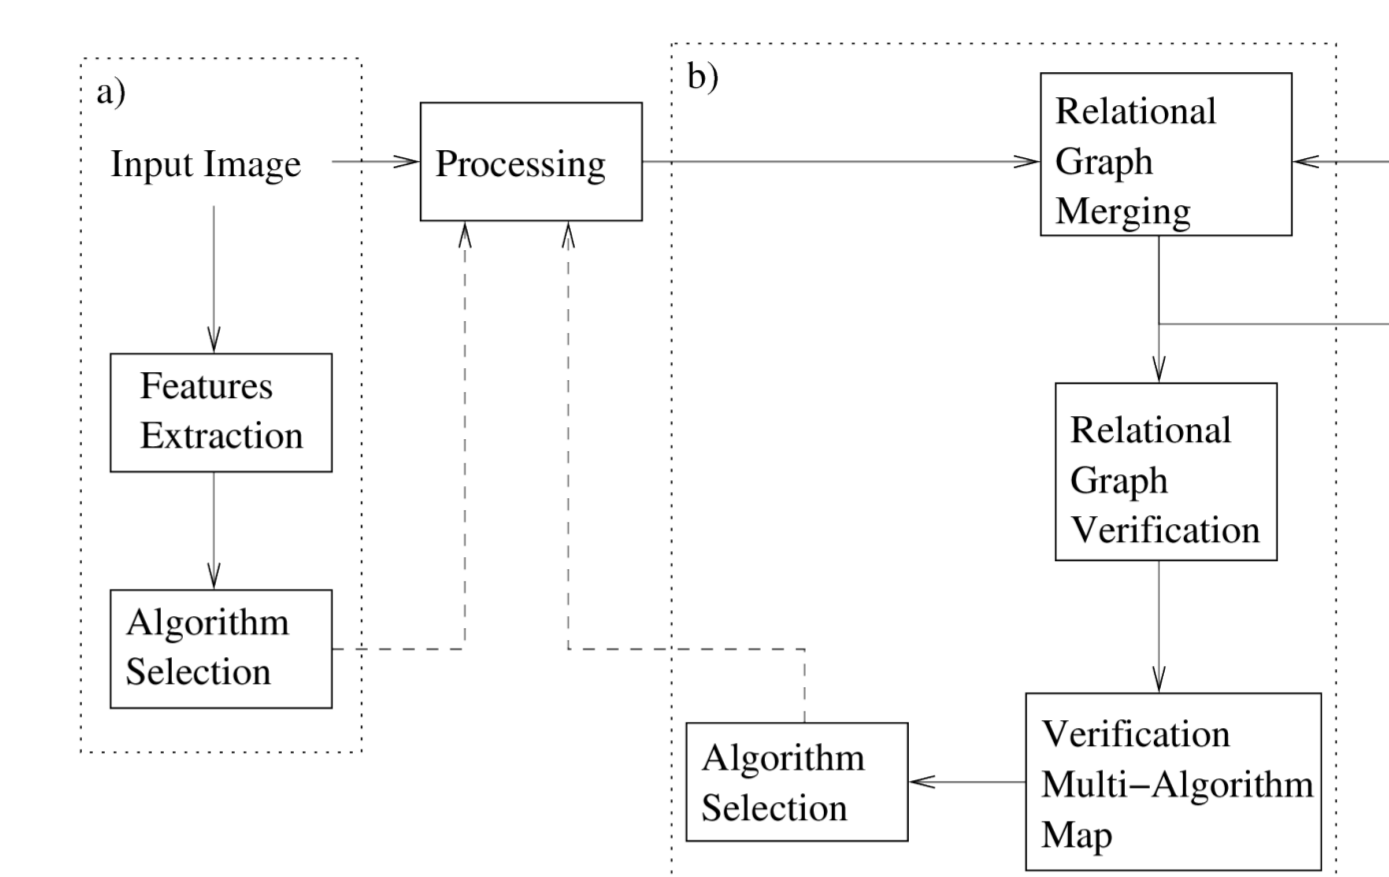 a)
Input Image
Features
Extraction
Algorithm
Selection
Processing
b)
Relational
Graph
Merging
Relational
Graph
Verification
Verification
Multi−Algorithm
Map
Algorithm
Selection